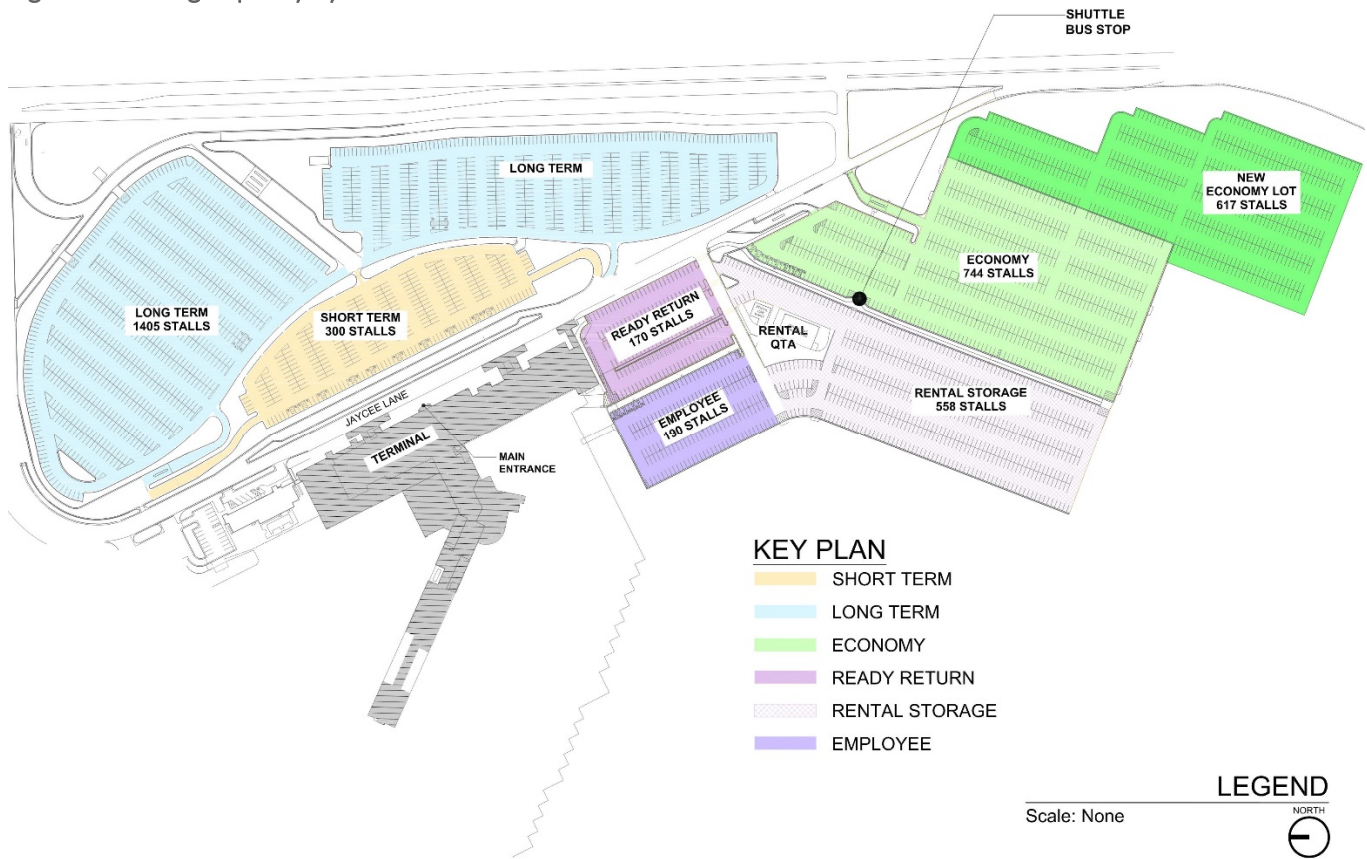 SHUTTLE
BUS STOP
LONG TERM
NEW
ECONOMY LOT
617 STALLS
ECONOMY
744 STALLS
LONG TERM
1405 STALLS
SHORT TERM
300 STALLS
READY RETURN
170 STALLS
RENTAL
QTA
JAYCEE LANE
RENTAL STORAGE
558 STALLS
EMPLOYEE
190 STALLS
TERMINAL
MAIN
ENTRANCE
KEY PLAN
SHORT TERM
LONG TERM
ECONOMY
READY RETURN
RENTAL STORAGE
EMPLOYEE
LEGEND
Scale: None
NORTH